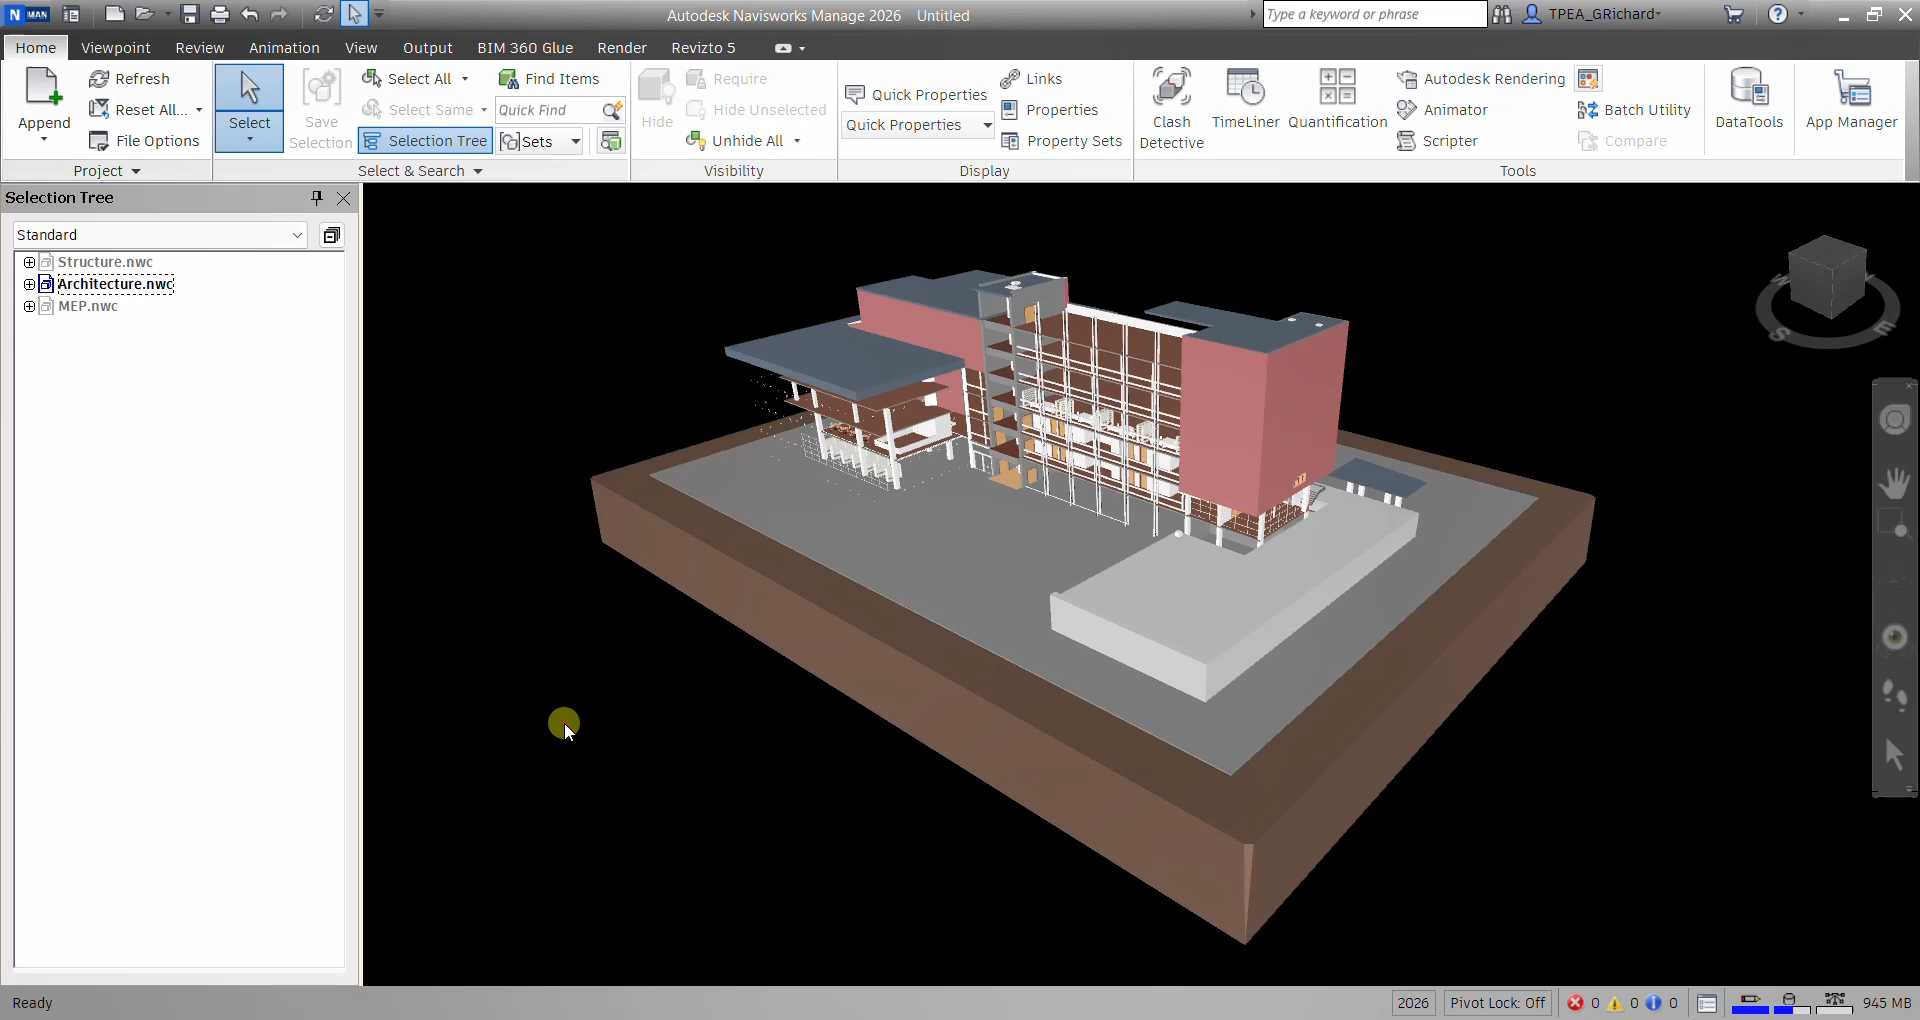 N MAN
Autodesk Navisworks Manage 2026 Untitled
Type a keyword or phrase
TPEA_GRichard
Home Viewpoint Review Animation View Output BIM 360 Glue Render Revizto 5
Append
Refresh
Reset All...
File Options
Project
Select
Save
Selection
Select All
Select Same
Selection Tree
Find Items
Quick Find
Sets
Select & Search
Hide
Require
Hide Unselected
Unhide All
Visibility
Quick Properties
Quick Properties
Links
Properties
Property Sets
Display
Clash
Detective
TimeLiner
Quantification
Autodesk Rendering
Animator
Scripter
Batch Utility
Compare
DataTools
App Manager
Tools
Selection Tree
Standard
Structure.nwc
Architecture.nwc
MEP.nwc
S
E
Ready
2026
Pivot Lock: Off
0 0 0
945 MB